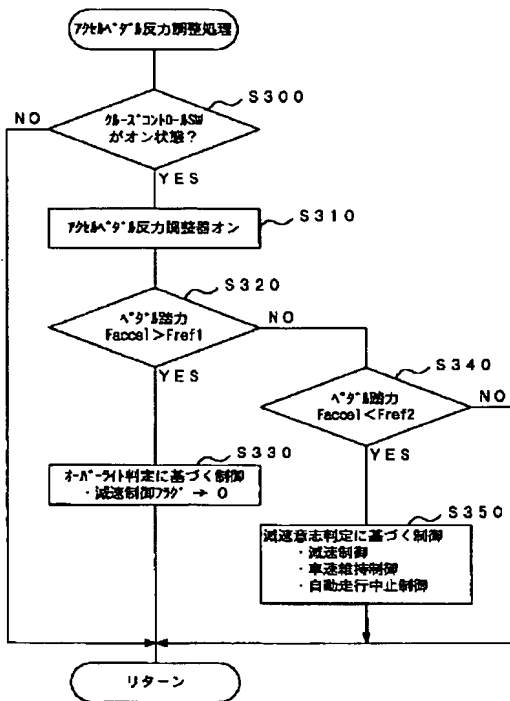 アクセルペダル反力調整処理
S300
NO
クルーズコントロールSW
がオン状態?
YES
S310
アクセルペダル反力調整器オン
S320
ペダル踏力
Faccel>Fref1
NO
YES
S340
ペダル踏力
Faccel<Fref2
NO
YES
S330
オーバーライト判定に基づく制御
・減速制御フラグ → 0
S350
減速意志判定に基づく制御
・減速制御
・車速維持制御
・自動走行中止制御
リターン